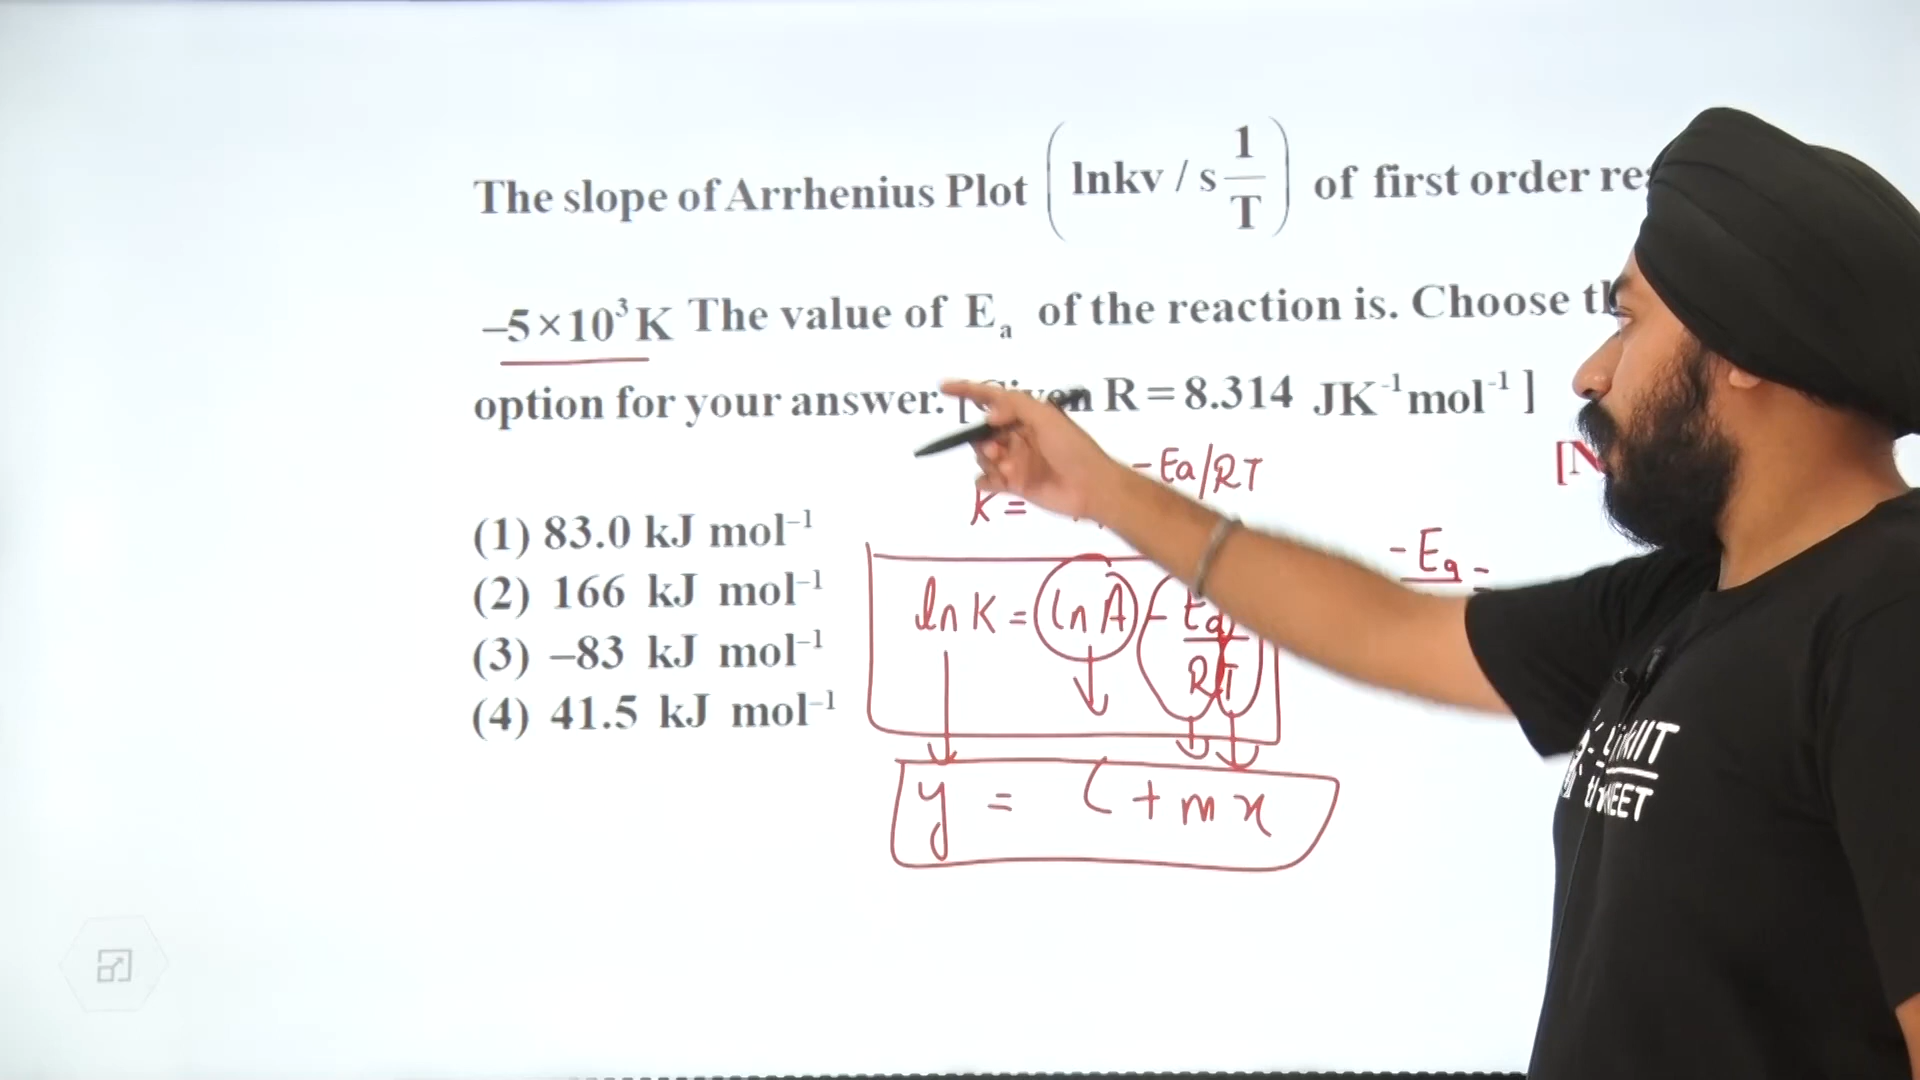 The slope of Arrhenius Plot ( lnkv / s 1/T ) of first order
–5×10³K The value of Eₐ of the reaction is. Choose
option for your answer. [Given R=8.314 JK⁻¹mol⁻¹ ]
(1) 83.0 kJ mol⁻¹
(2) 166 kJ mol⁻¹
(3) –83 kJ mol⁻¹
(4) 41.5 kJ mol⁻¹
K = -Ea/RT
ln K = ln A - Ea/RT
-Ea =
y = C + mx
NEET